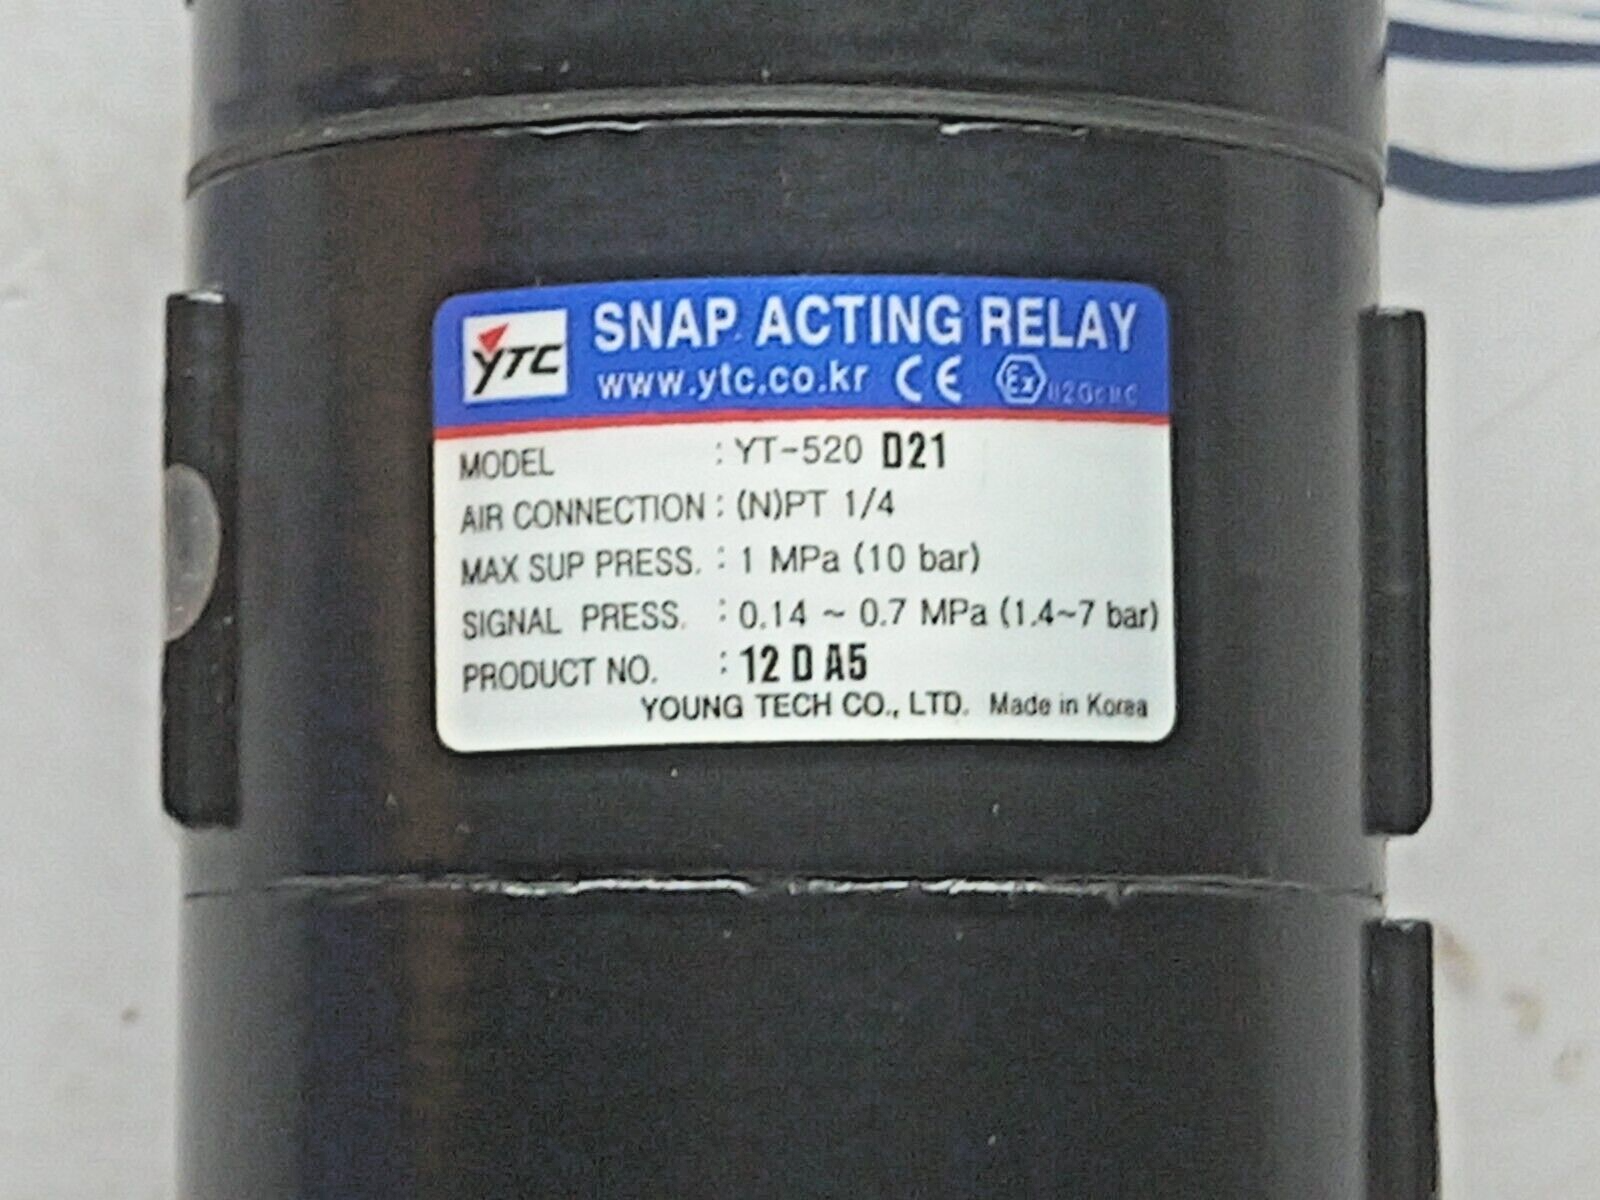 YTC SNAP ACTING RELAY
www.ytc.co.kr CE Ex II2GcIIC
MODEL : YT-520 D21
AIR CONNECTION : (N)PT 1/4
MAX SUP PRESS. : 1 MPa (10 bar)
SIGNAL PRESS. : 0.14 ~ 0.7 MPa (1.4~7 bar)
PRODUCT NO. : 12 D A5
YOUNG TECH CO., LTD. Made in Korea